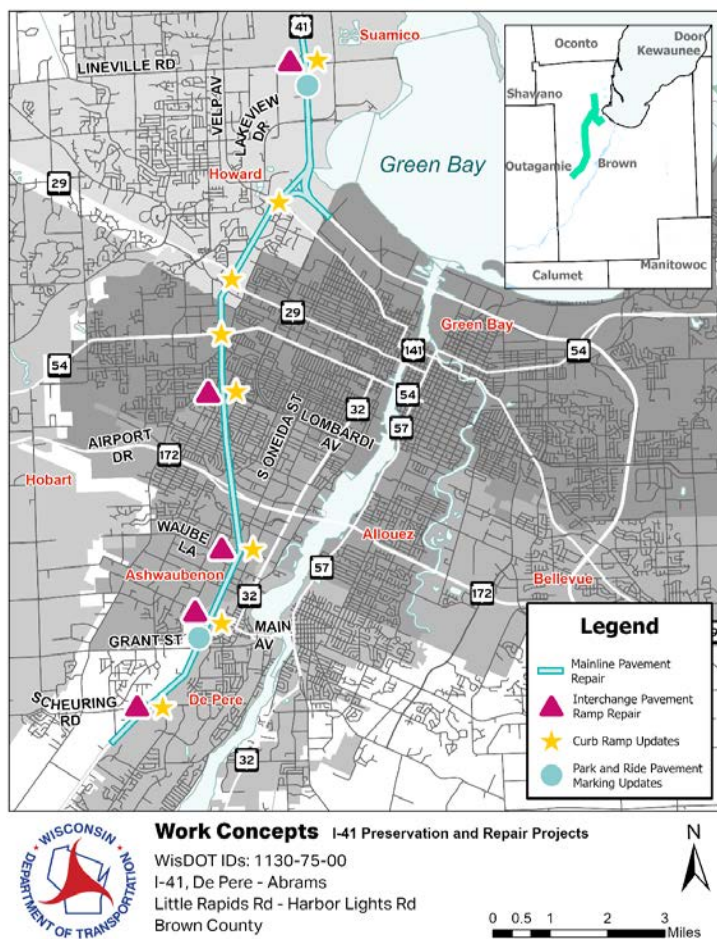 41
Suamico
LINEVILLE RD
VELP AV
LAKEVIEW
DR
Green Bay
Howard
29
Oconto
Door
Kewaunee
Shawano
Outagamie
Brown
Calumet
Manitowoc
29
Green Bay
141
54
54
54
32
57
S ONEIDA ST
LOMBARDI
AV
AIRPORT
DR
172
Hobart
WAUBE
LA
Allouez
Ashwaubenon
57
Bellevue
32
172
GRANT ST
MAIN
AV
SCHEURING
RD
De Pere
32
Legend
Mainline Pavement
Repair
Interchange Pavement
Ramp Repair
Curb Ramp Updates
Park and Ride Pavement
Marking Updates
WISCONSIN
DEPARTMENT OF TRANSPORTATION
Work Concepts I-41 Preservation and Repair Projects
WisDOT IDs: 1130-75-00
I-41, De Pere - Abrams
Little Rapids Rd - Harbor Lights Rd
Brown County
N
0 0.5 1 2 3
Miles